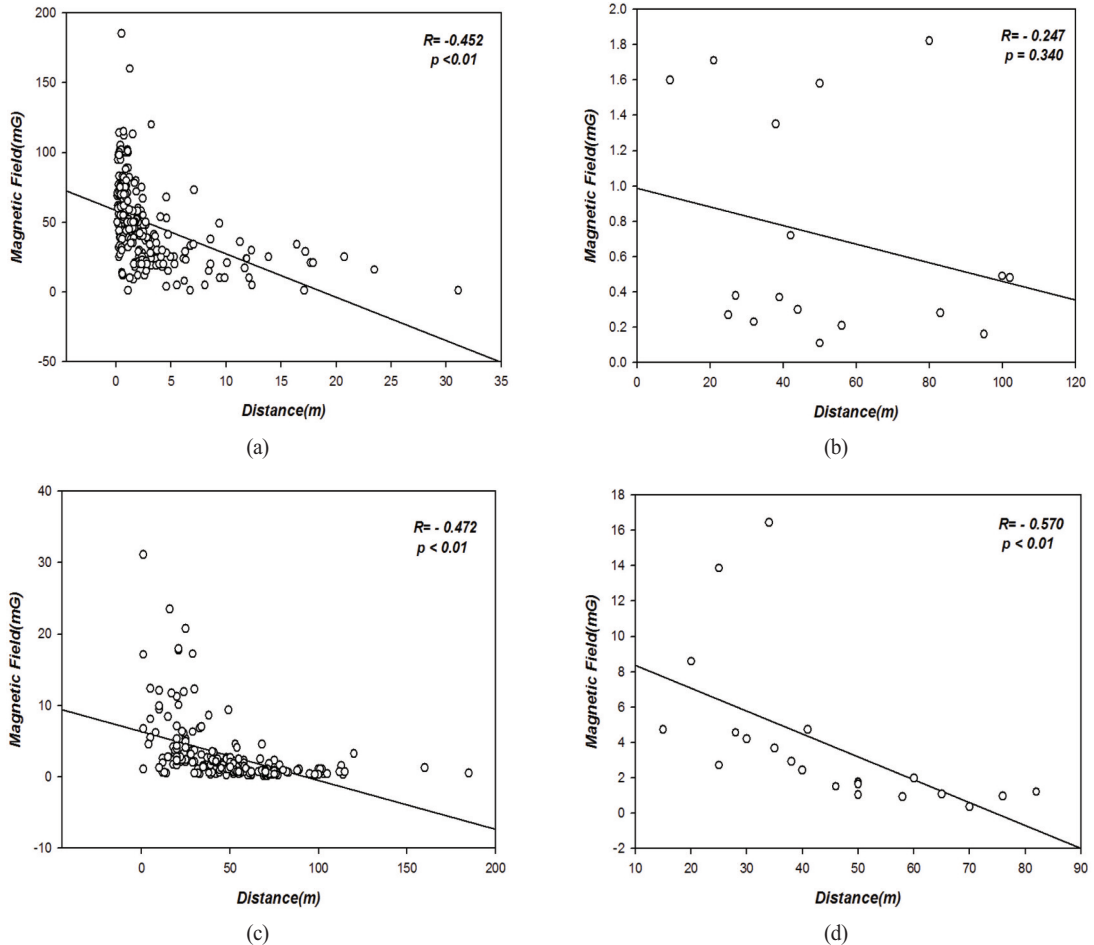 200
150
100
50
0
-50
0 5 10 15 20 25 30 35
Magnetic Field(mG)
Distance(m)
R= -0.452
p <0.01
(a)
2.0
1.8
1.6
1.4
1.2
1.0
0.8
0.6
0.4
0.2
0.0
0 20 40 60 80 100 120
Magnetic Field(mG)
Distance(m)
R= - 0.247
p = 0.340
(b)
40
30
20
10
0
-10
0 50 100 150 200
Magnetic Field(mG)
Distance(m)
R= - 0.472
p < 0.01
(c)
18
16
14
12
10
8
6
4
2
0
-2
10 20 30 40 50 60 70 80 90
Magnetic Field(mG)
Distance(m)
R= - 0.570
p < 0.01
(d)